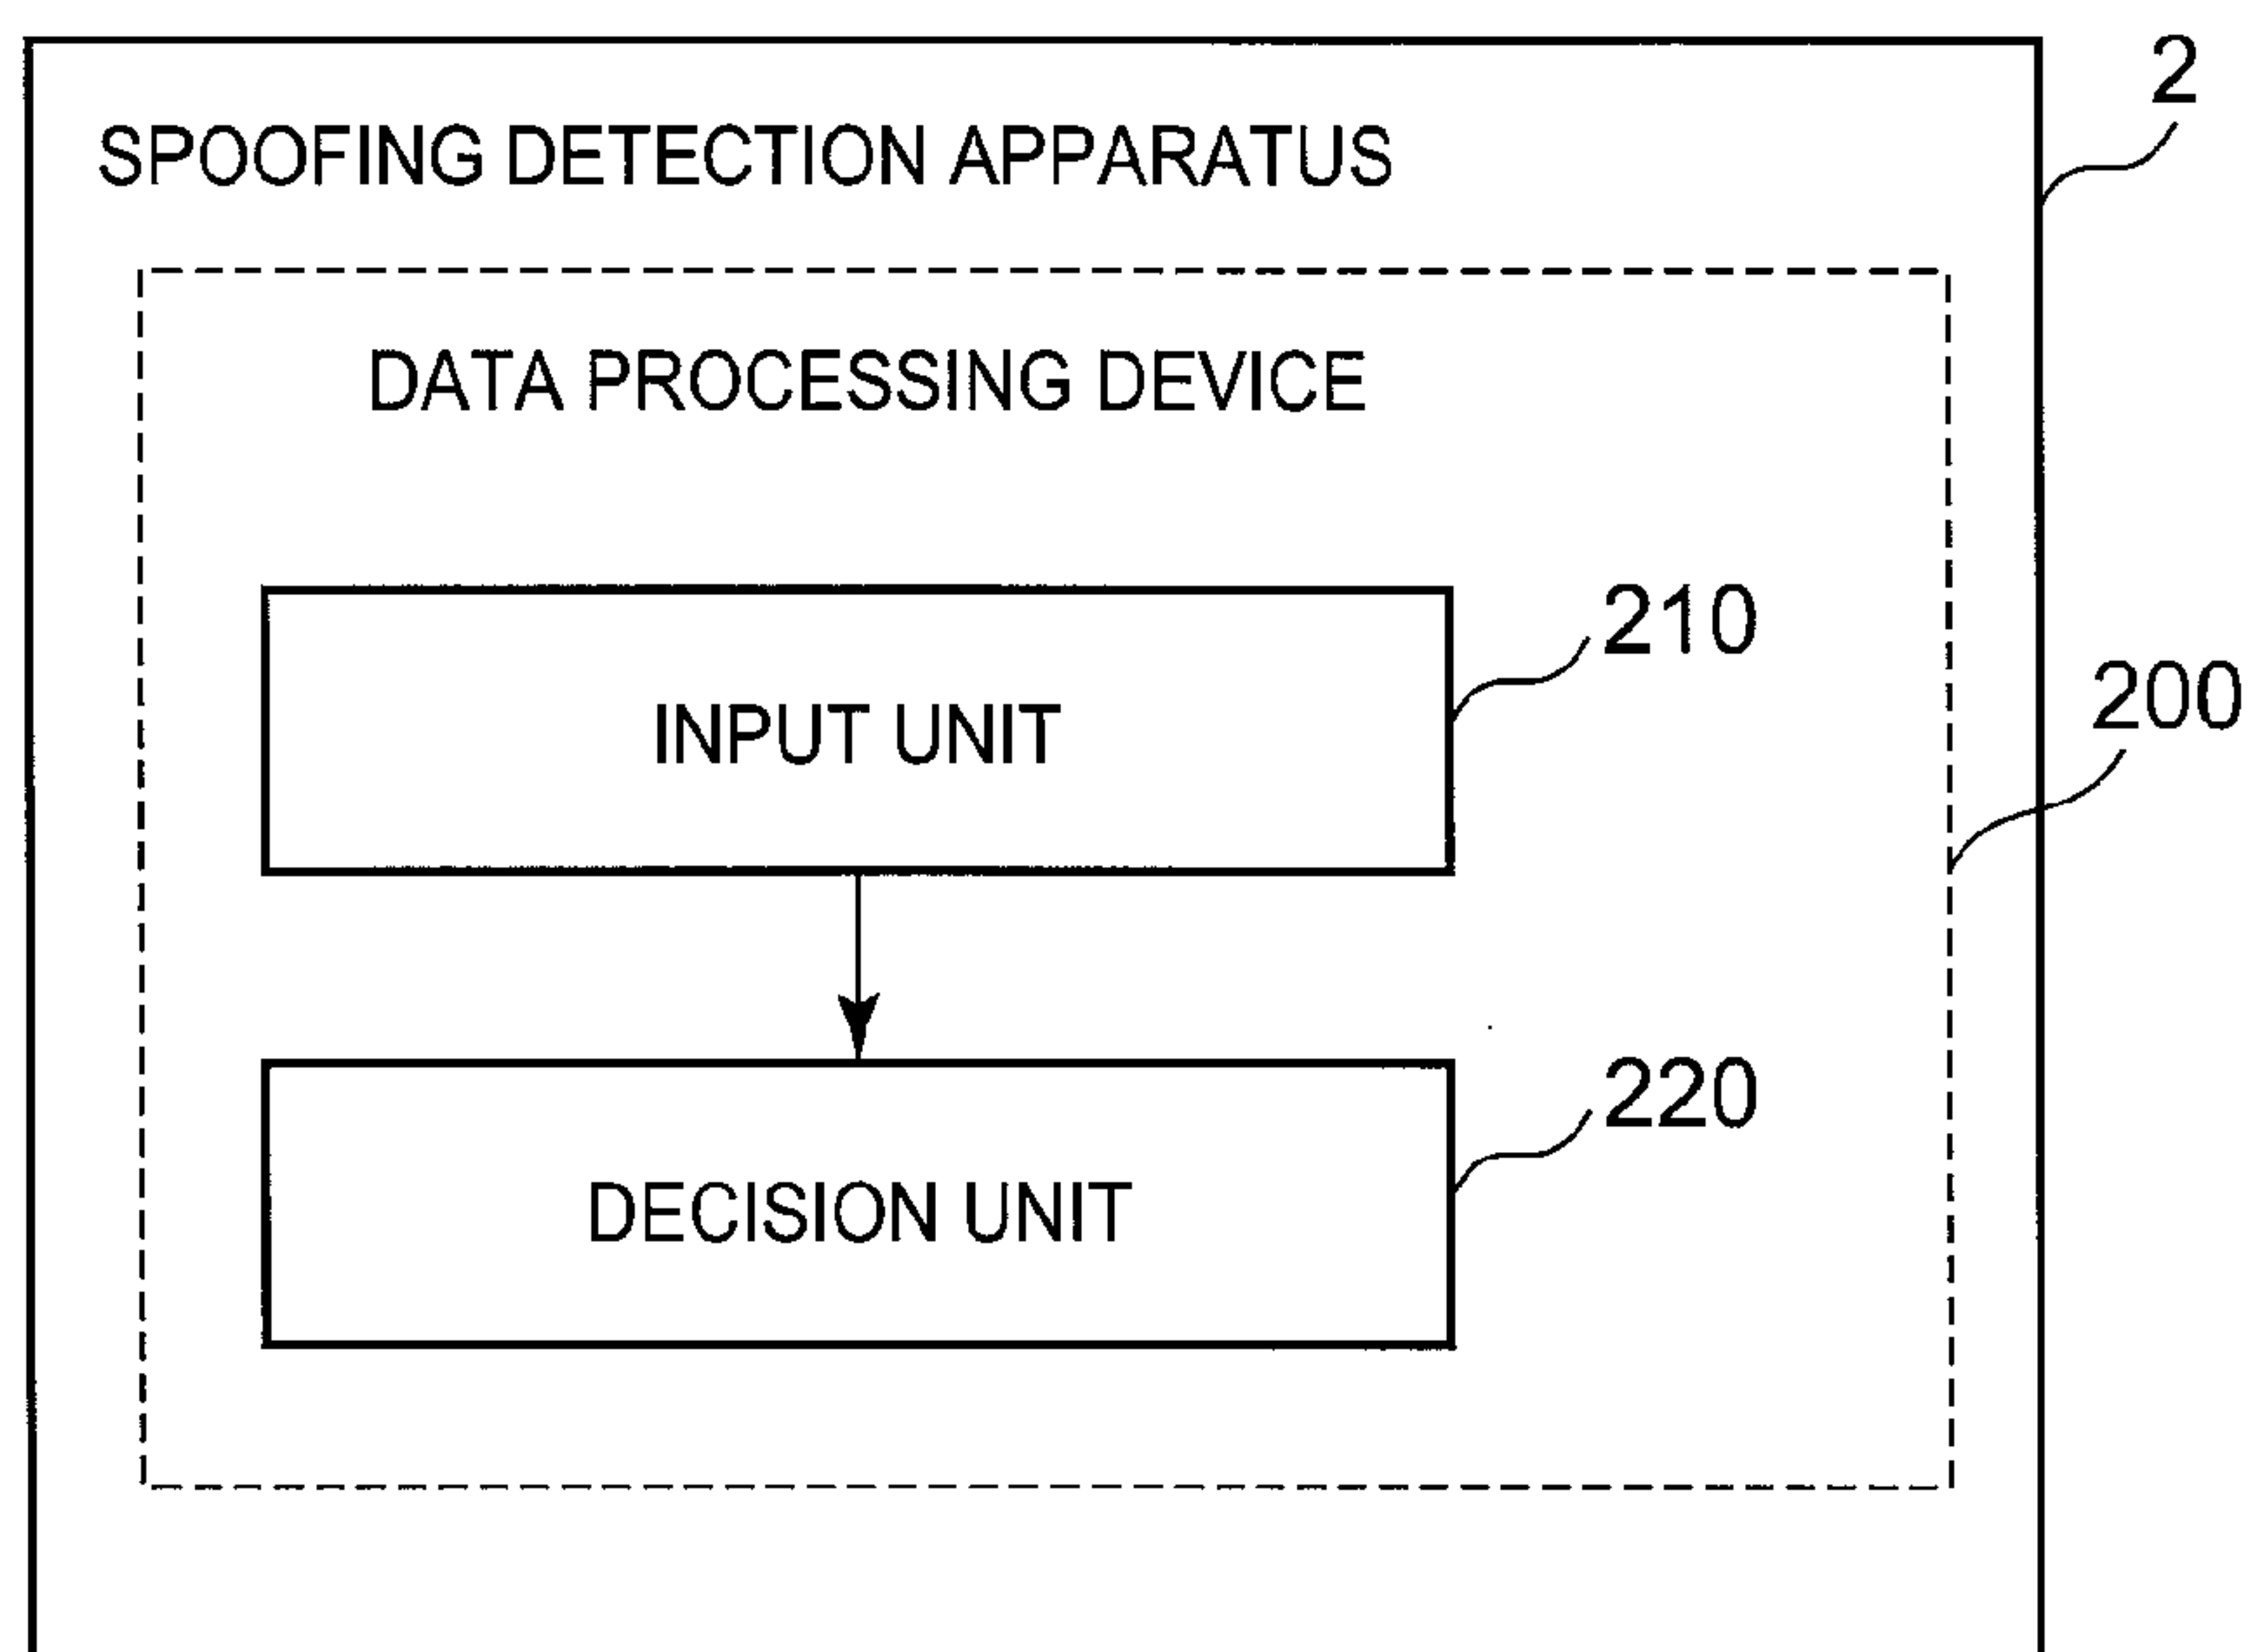 2
SPOOFING DETECTION APPARATUS
DATA PROCESSING DEVICE
210
INPUT UNIT
200
220
DECISION UNIT